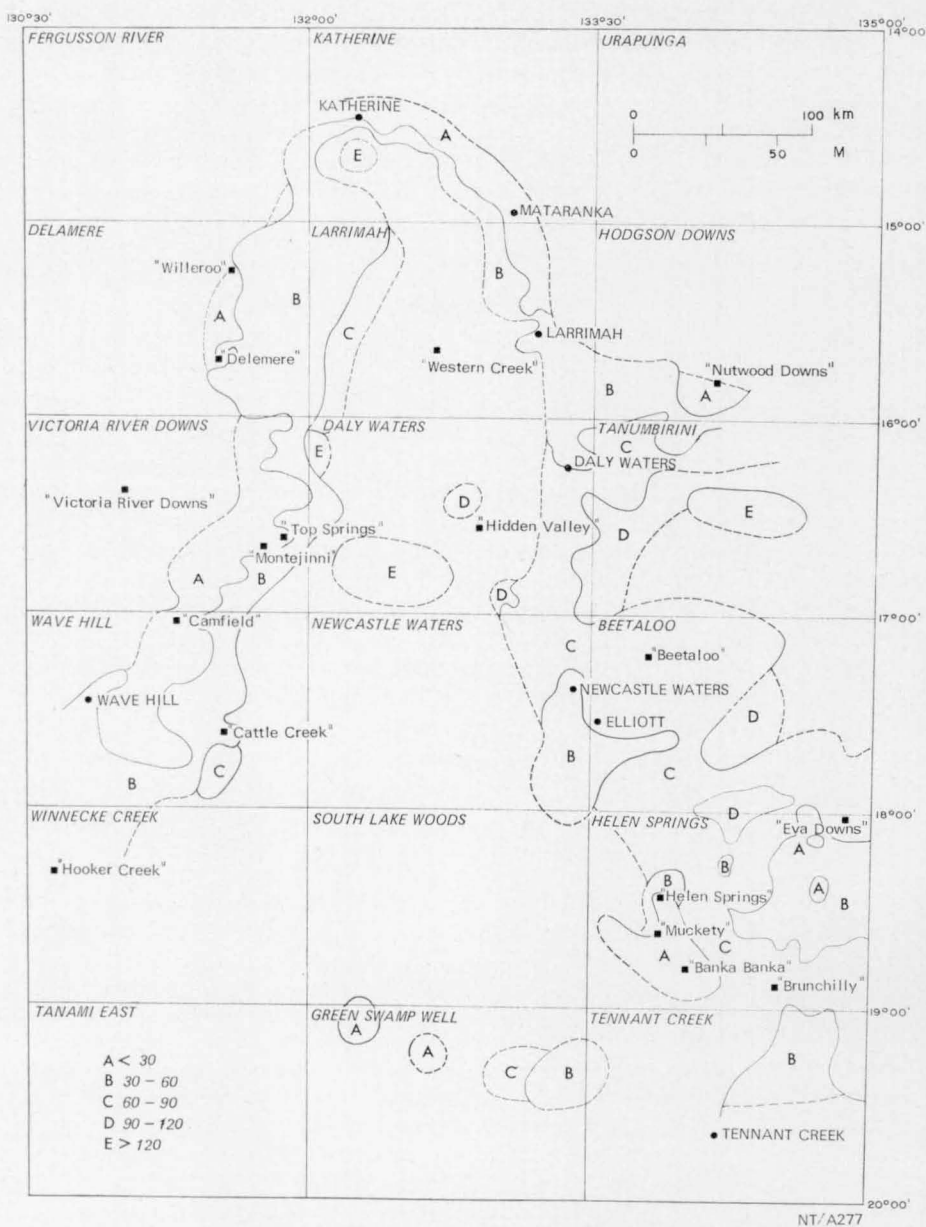 130°30' 132°00' 133°30' 135°00'
14°00'
FERGUSSON RIVER KATHERINE URAPUNGA
KATHERINE
0 100 km
A
0 50 M
E
MATARANKA
15°00'
DELAMERE LARRIMAH HODGSON DOWNS
"Willeroo"
B
B
A
LARRIMAH
C
"Delemere" "Western Creek" "Nutwood Downs"
B
A
16°00'
VICTORIA RIVER DOWNS DALY WATERS TANUMBIRINI
C
E
DALY WATERS
"Victoria River Downs"
D
E
"Hidden Valley"
"Top Springs"
D
"Montejinni"
E
A B
D
17°00'
WAVE HILL "Camfield" NEWCASTLE WATERS BEETALOO
C
"Beetaloo"
NEWCASTLE WATERS
WAVE HILL
D
ELLIOTT
"Cattle Creek"
B
C
C
B
18°00'
WINNECKE CREEK SOUTH LAKE WOODS HELEN SPRINGS
D
"Eva Downs"
A
"Hooker Creek"
B
B
A
"Helen Springs"
B
"Muckety"
C
A
"Banka Banka"
"Brunchilly"
19°00'
TANAMI EAST GREEN SWAMP WELL TENNANT CREEK
A
A
B
C B
A < 30
B 30 – 60
C 60 – 90
D 90 – 120
E > 120
TENNANT CREEK
20°00'
NT/A277